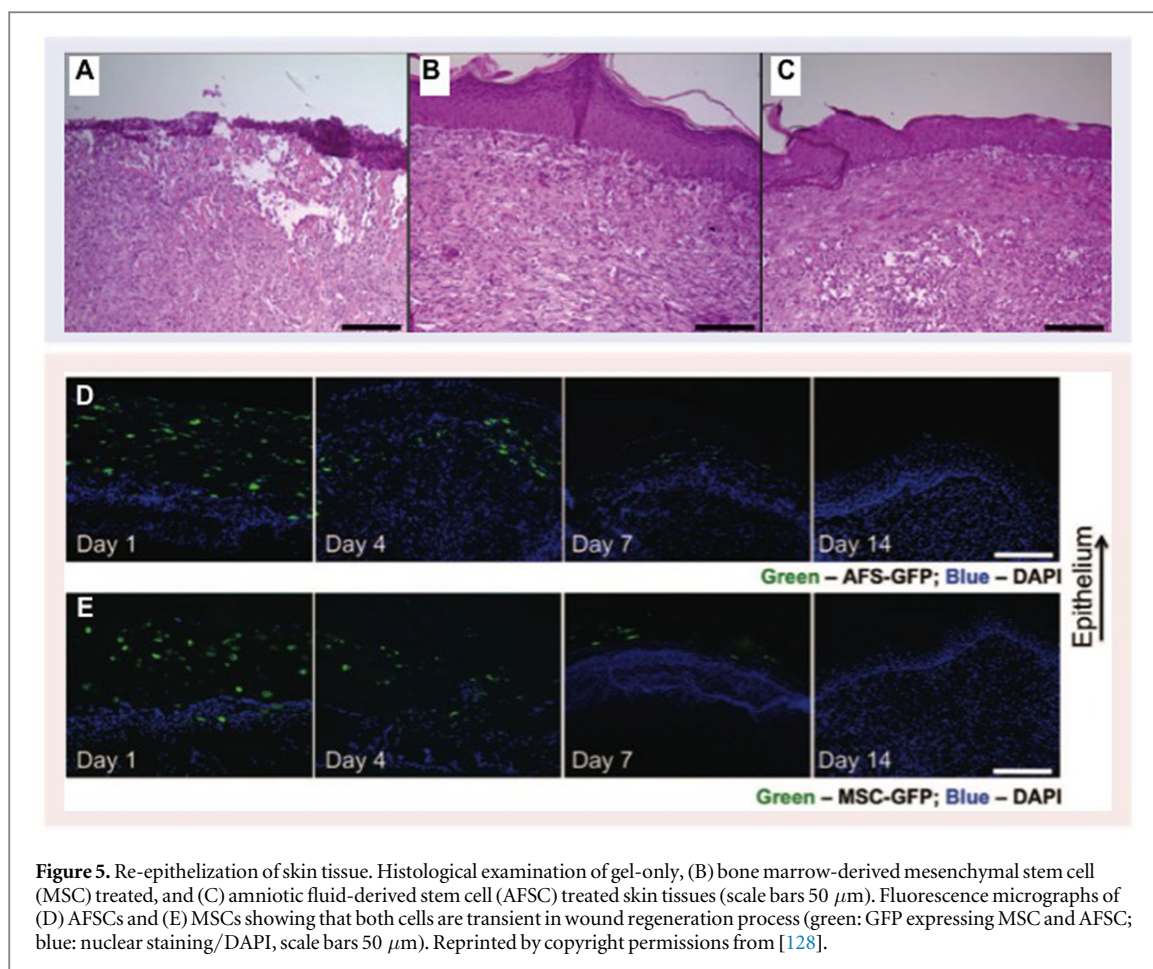 A
B
C
D
Day 1
Day 4
Day 7
Day 14
Green – AFS-GFP; Blue – DAPI
E
Day 1
Day 4
Day 7
Day 14
Green – MSC-GFP; Blue – DAPI
Epithelium
Figure 5. Re-epithelization of skin tissue. Histological examination of gel-only, (B) bone marrow-derived mesenchymal stem cell
(MSC) treated, and (C) amniotic fluid-derived stem cell (AFSC) treated skin tissues (scale bars 50 μm). Fluorescence micrographs of
(D) AFSCs and (E) MSCs showing that both cells are transient in wound regeneration process (green: GFP expressing MSC and AFSC;
blue: nuclear staining/DAPI, scale bars 50 μm). Reprinted by copyright permissions from [128].